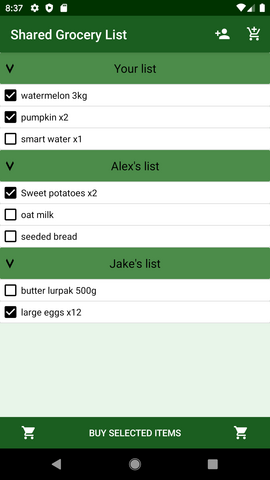 8:37
Shared Grocery List
Your list
watermelon 3kg
pumpkin x2
smart water x1
Alex's list
Sweet potatoes x2
oat milk
seeded bread
Jake's list
butter lurpak 500g
large eggs x12
BUY SELECTED ITEMS